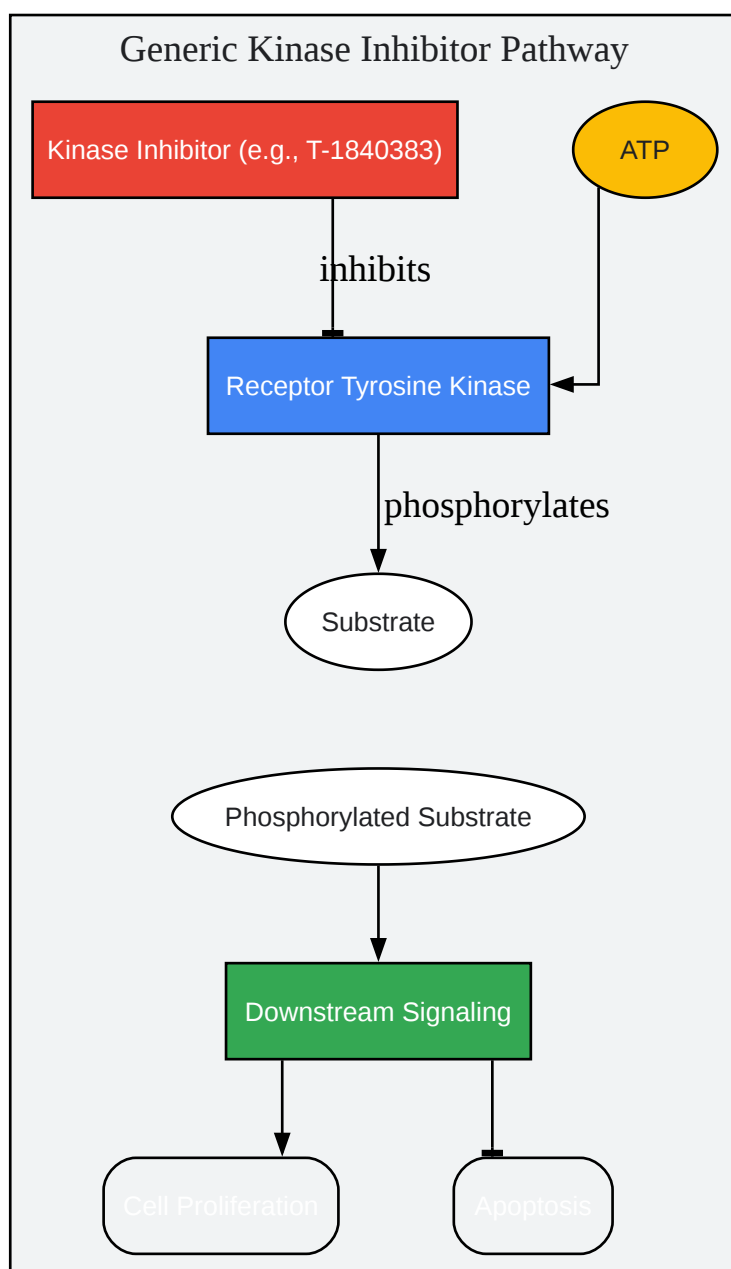 Generic Kinase Inhibitor Pathway
Kinase Inhibitor (e.g., T-1840383)
ATP
inhibits
Receptor Tyrosine Kinase
phosphorylates
Substrate
Phosphorylated Substrate
Downstream Signaling
Cell Proliferation
Apoptosis